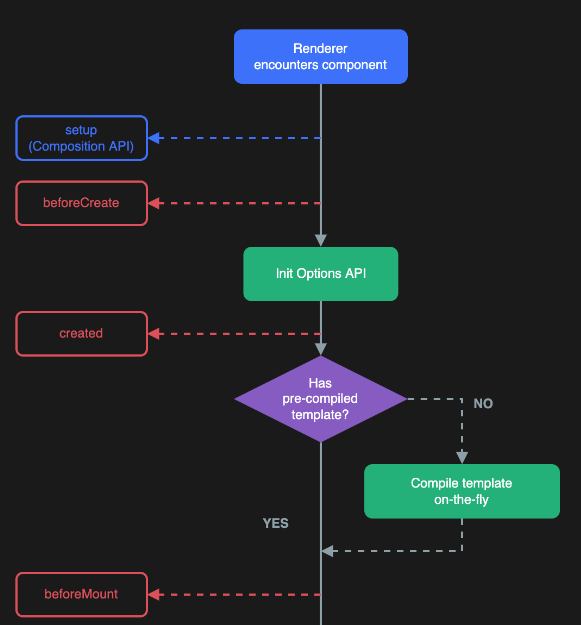 Renderer
encounters component
setup
(Composition API)
beforeCreate
Init Options API
created
Has
pre-compiled
template?
NO
Compile template
on-the-fly
YES
beforeMount